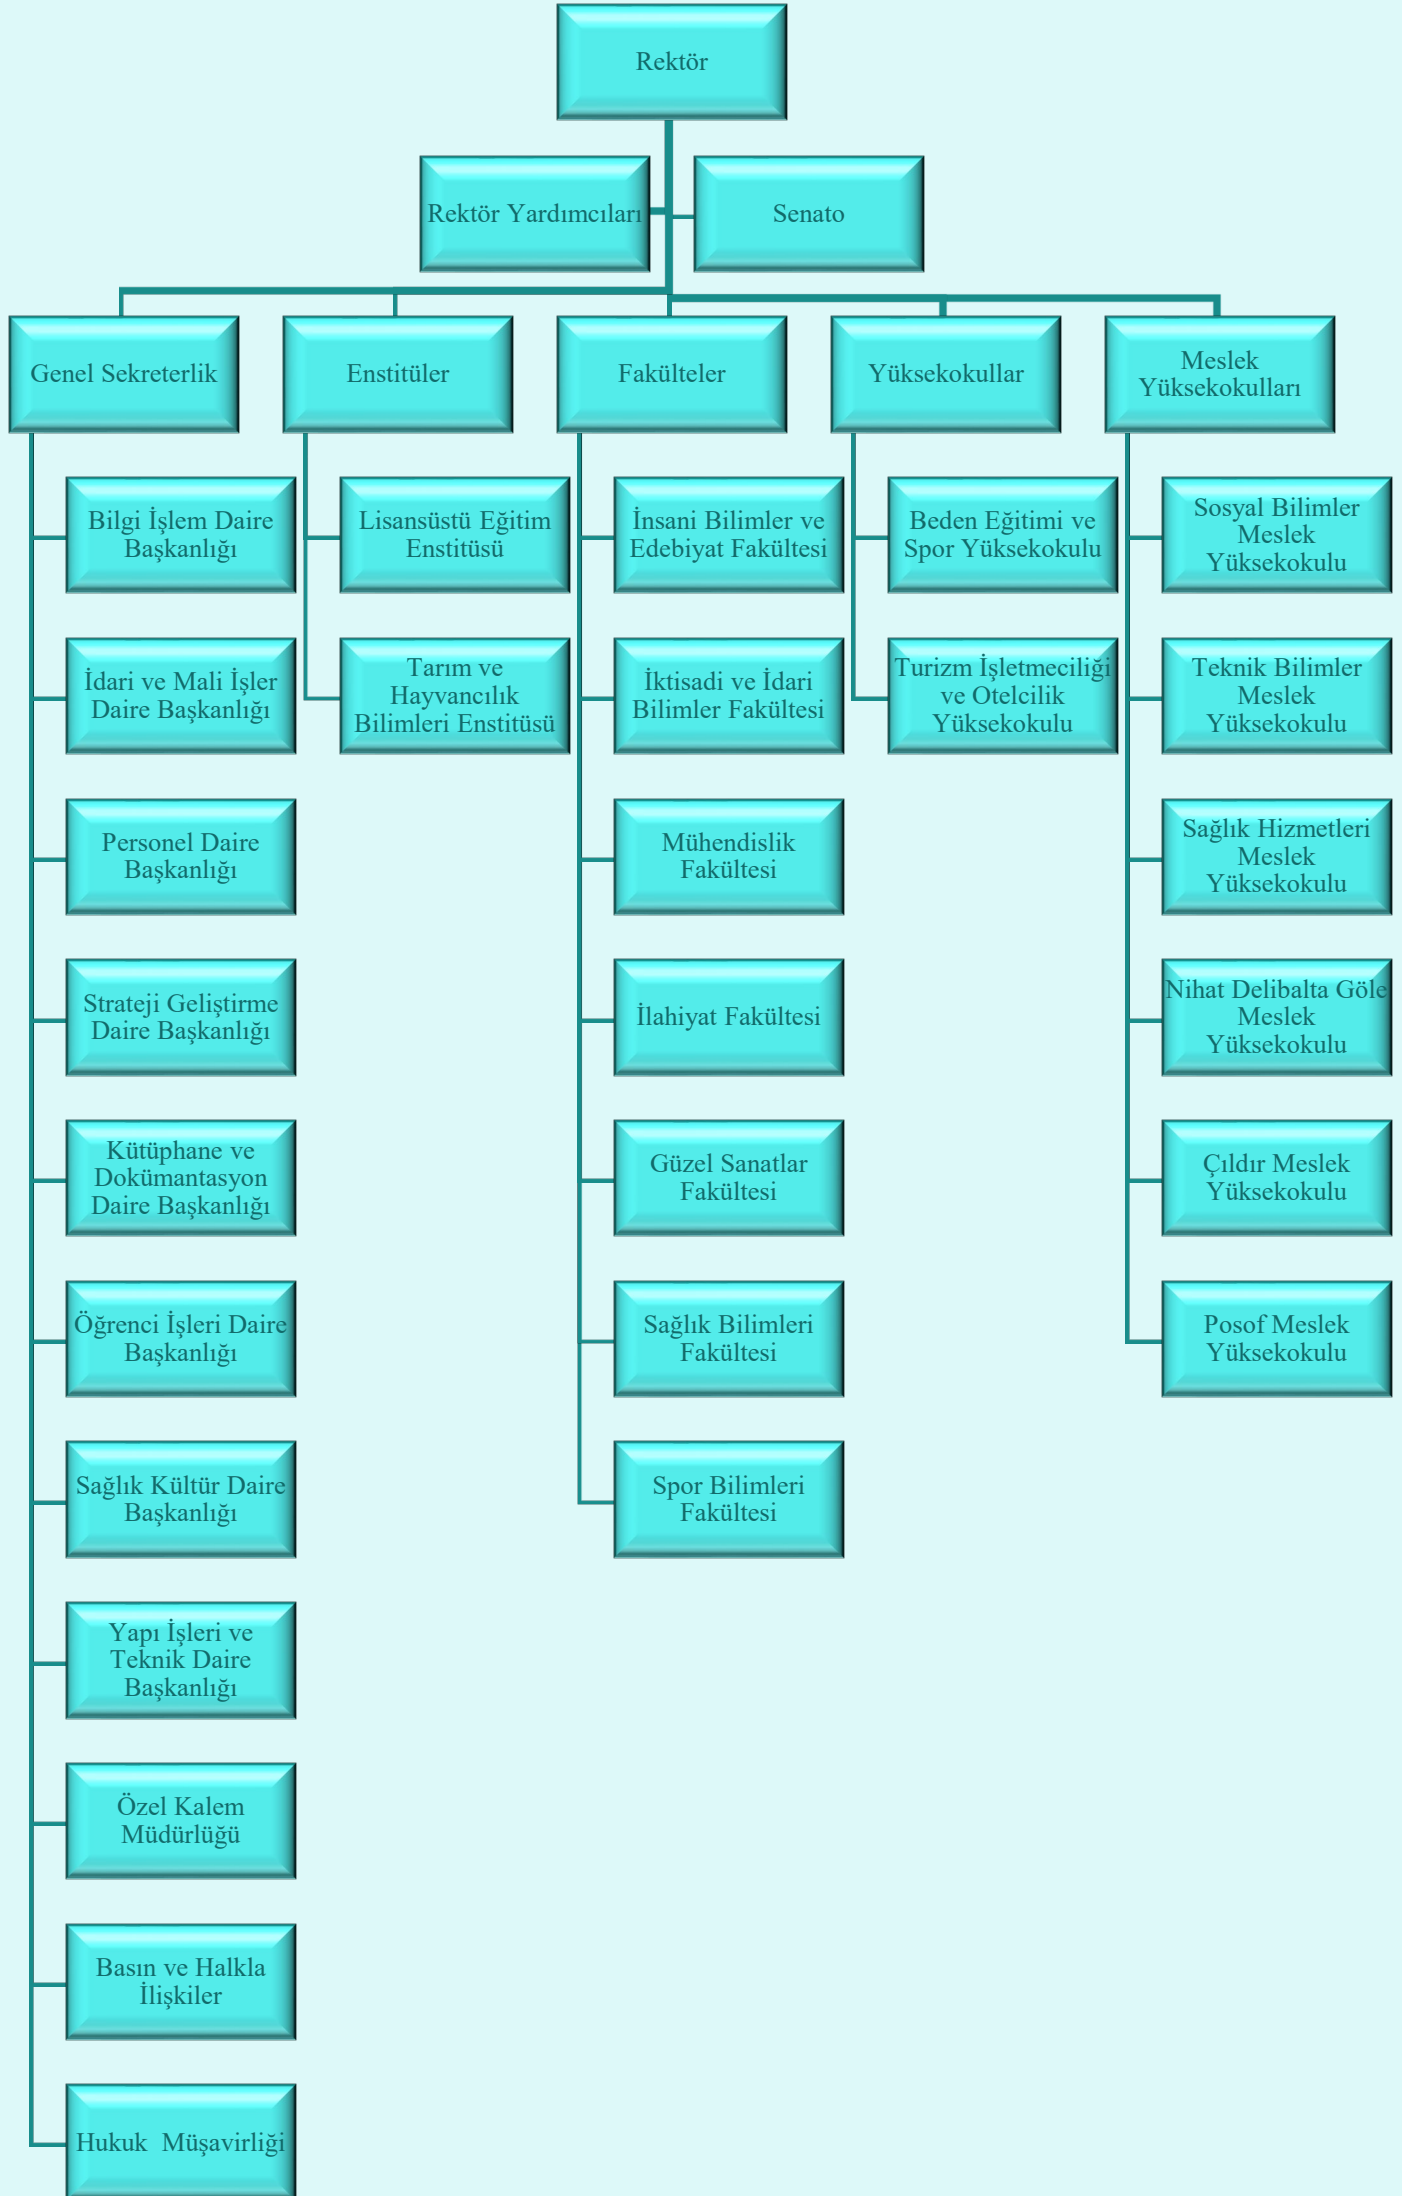 Rektör
Rektör Yardımcıları
Senato
Genel Sekreterlik
Bilgi İşlem Daire
Başkanlığı
İdari ve Mali İşler
Daire Başkanlığı
Personel Daire
Başkanlığı
Strateji Geliştirme
Daire Başkanlığı
Kütüphane ve
Dokümantasyon
Daire Başkanlığı
Öğrenci İşleri Daire
Başkanlığı
Sağlık Kültür Daire
Başkanlığı
Yapı İşleri ve
Teknik Daire
Başkanlığı
Özel Kalem
Müdürlüğü
Basın ve Halkla
İlişkiler
Hukuk  Müşavirliği
Enstitüler
Lisansüstü Eğitim
Enstitüsü
Tarım ve
Hayvancılık
Bilimleri Enstitüsü
Fakülteler
İnsani Bilimler ve
Edebiyat Fakültesi
İktisadi ve İdari
Bilimler Fakültesi
Mühendislik
Fakültesi
İlahiyat Fakültesi
Güzel Sanatlar
Fakültesi
Sağlık Bilimleri
Fakültesi
Spor Bilimleri
Fakültesi
Yüksekokullar
Beden Eğitimi ve
Spor Yüksekokulu
Turizm İşletmeciliği
ve Otelcilik
Yüksekokulu
Meslek
Yüksekokulları
Sosyal Bilimler
Meslek
Yüksekokulu
Teknik Bilimler
Meslek
Yüksekokulu
Sağlık Hizmetleri
Meslek
Yüksekokulu
Nihat Delibalta Göle
Meslek
Yüksekokulu
Çıldır Meslek
Yüksekokulu
Posof Meslek
Yüksekokulu